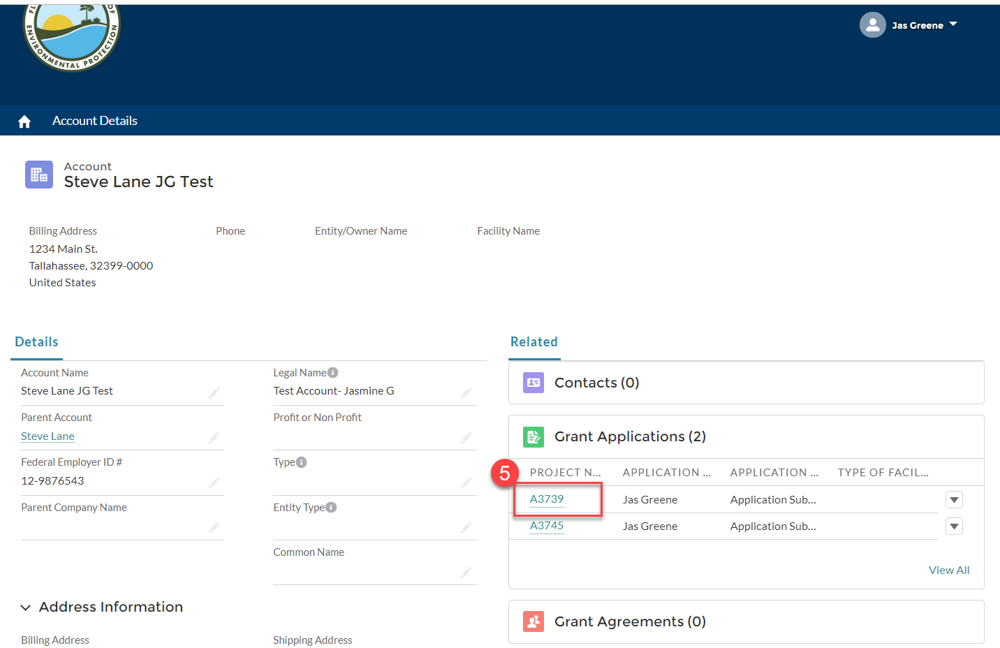 ENVIRONMENTAL PROTECTION
Jas Greene
Account Details
Account
Steve Lane JG Test
Billing Address
Phone
Entity/Owner Name
Facility Name
1234 Main St.
Tallahassee, 32399-0000
United States
Details
Account Name
Steve Lane JG Test
Legal Name
Test Account- Jasmine G
Parent Account
Steve Lane
Profit or Non Profit
Federal Employer ID #
12-9876543
Type
Parent Company Name
Entity Type
Common Name
Address Information
Billing Address
Shipping Address
Related
Contacts (0)
Grant Applications (2)
5
PROJECT N... APPLICATION ... APPLICATION ... TYPE OF FACIL...
A3739 Jas Greene Application Sub...
A3745 Jas Greene Application Sub...
View All
Grant Agreements (0)